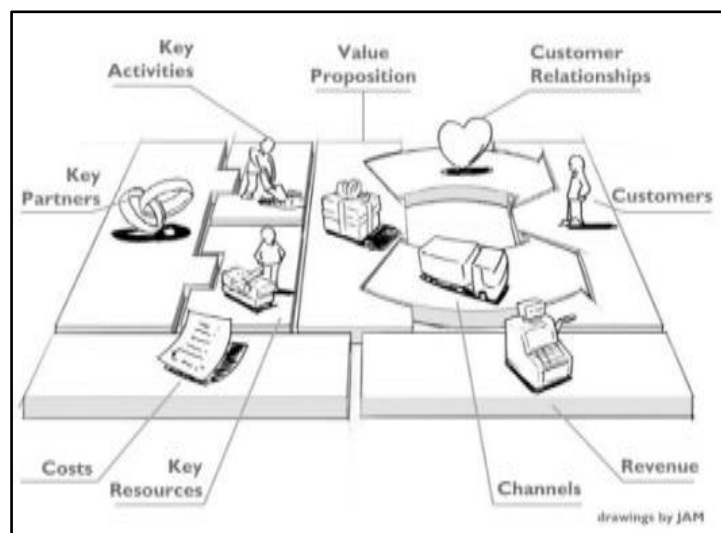 Key
Activities
Value
Proposition
Customer
Relationships
Key
Partners
Customers
Costs
Key
Resources
Channels
Revenue
drawings by JAM